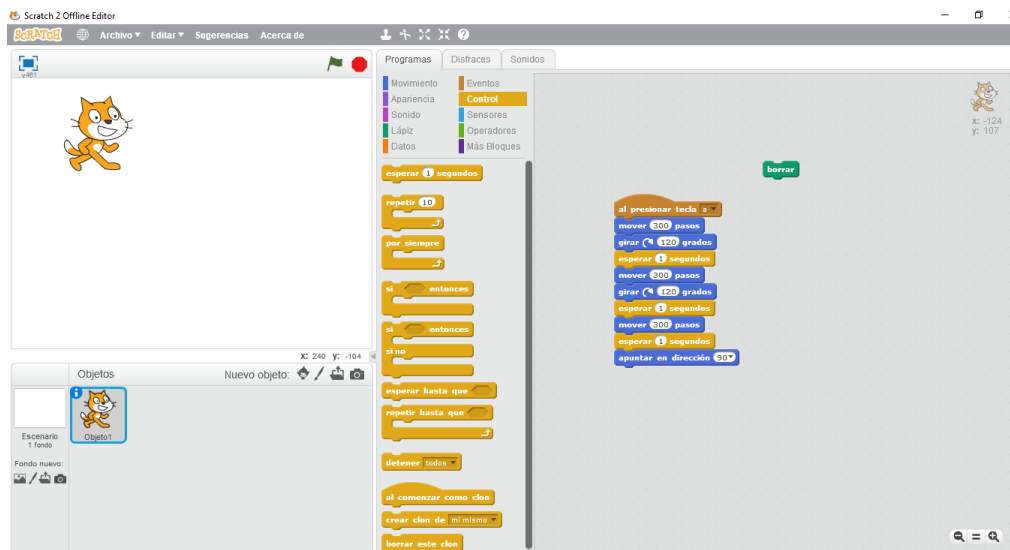 Scratch 2 Offline Editor
SCRATCH Archivo Editar Sugerencias Acerca de
v461
Programas Disfraces Sonidos
Movimiento Eventos
Apariencia Control
Sonido Sensores
Lápiz Operadores
Datos Más Bloques
x: -124
y: 107
esperar 1 segundos
repetir 10
por siempre
si entonces
si entonces
si no
esperar hasta que
repetir hasta que
detener todos
al comenzar como clon
crear clon de mí mismo
borrar este clon
borrar
al presionar tecla a
mover 300 pasos
girar 120 grados
esperar 1 segundos
mover 300 pasos
girar 120 grados
esperar 1 segundos
mover 300 pasos
esperar 1 segundos
apuntar en dirección 90
X: 240 Y: -104
Objetos Nuevo objeto:
Escenario
1 fondo
Objeto1
Fondo nuevo: